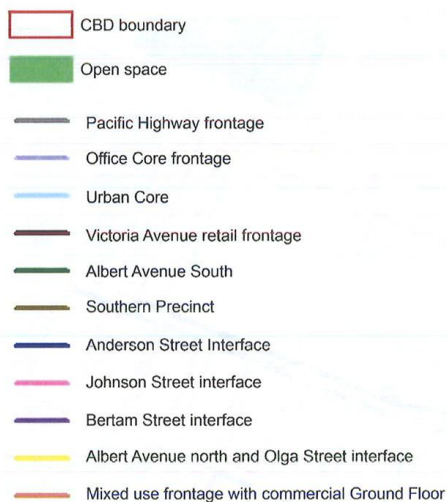 CBD boundary
Open space
Pacific Highway frontage
Office Core frontage
Urban Core
Victoria Avenue retail frontage
Albert Avenue South
Southern Precinct
Anderson Street Interface
Johnson Street interface
Bertam Street interface
Albert Avenue north and Olga Street interface
Mixed use frontage with commercial Ground Floor